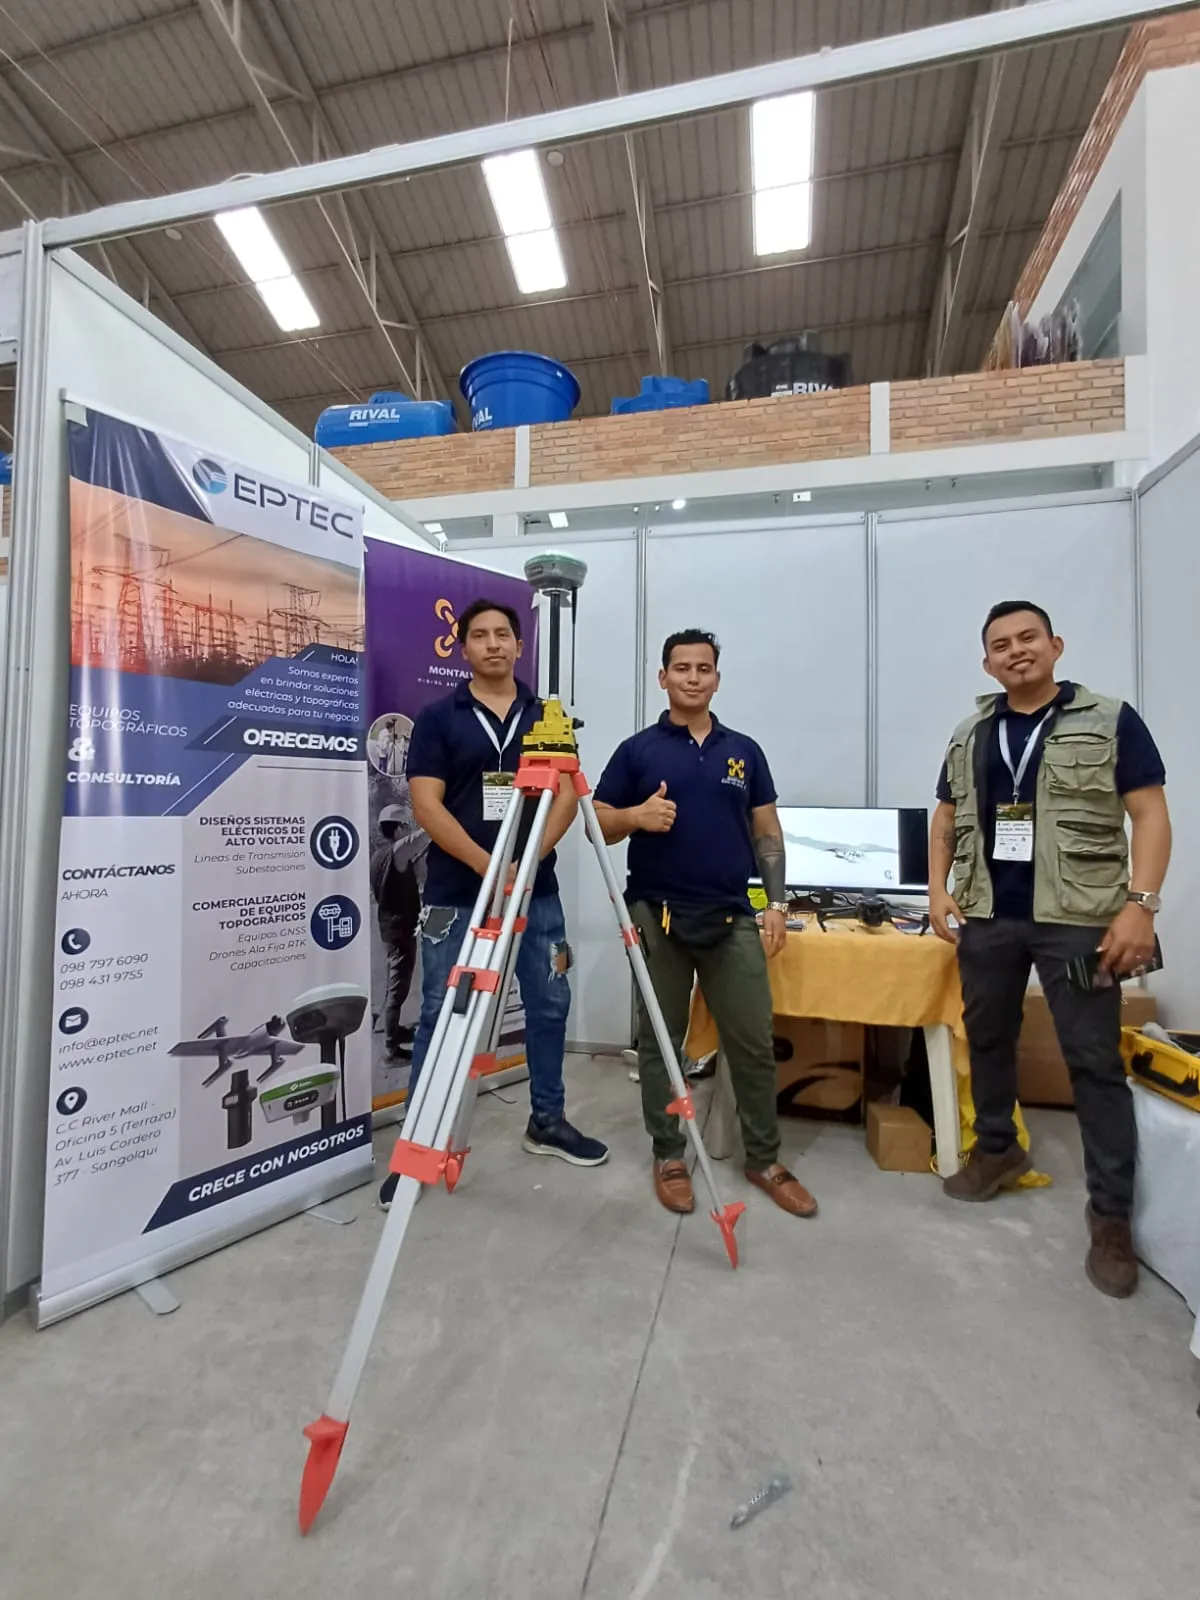 RIVAL
RIVAL
RIVAL
EPTEC
HOLA!
Somos expertos
en brindar soluciones
eléctricas y topográficas
adecuadas para tu negocio
EQUIPOS
TOPOGRÁFICOS
&
CONSULTORÍA
OFRECEMOS
DISEÑOS SISTEMAS
ELÉCTRICOS DE
ALTO VOLTAJE
Líneas de Transmisión
Subestaciones
COMERCIALIZACIÓN
DE EQUIPOS
TOPOGRÁFICOS
Equipos GNSS
Drones Ala Fija RTK
Capacitaciones
CONTÁCTANOS
AHORA
098 797 6090
098 431 9755
info@eptec.net
www.eptec.net
C.C River Mall -
Oficina 5 (Terraza)
Av. Luis Cordero
377 - Sangolquí
CRECE CON NOSOTROS